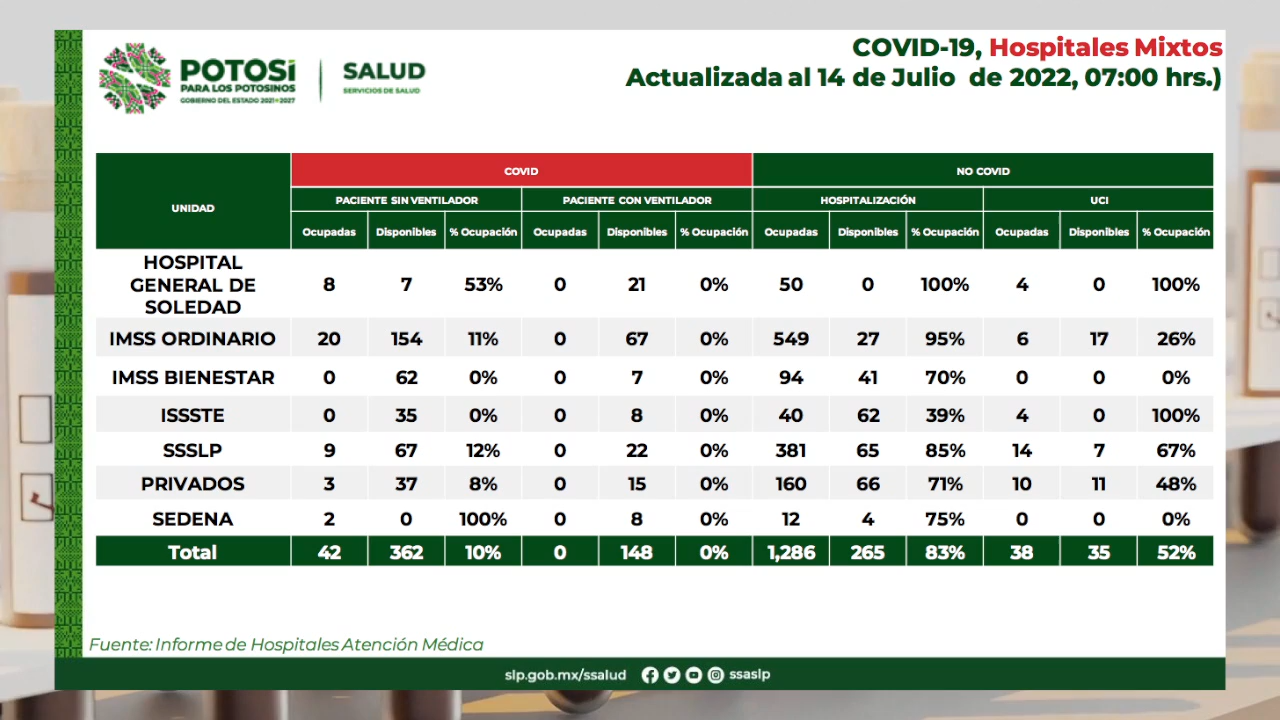 POTOSÍ
PARA LOS POTOSINOS
GOBIERNO DEL ESTADO 2021-2027
SALUD
SERVICIOS DE SALUD
COVID-19, Hospitales Mixtos
Actualizada al 14 de Julio de 2022, 07:00 hrs.)
UNIDAD
COVID
NO COVID
PACIENTE SIN VENTILADOR
PACIENTE CON VENTILADOR
HOSPITALIZACIÓN
UCI
Ocupadas Disponibles % Ocupación Ocupadas Disponibles % Ocupación Ocupadas Disponibles % Ocupación Ocupadas Disponibles % Ocupación
HOSPITAL
GENERAL DE
SOLEDAD
8 7 53% 0 21 0% 50 0 100% 4 0 100%
IMSS ORDINARIO 20 154 11% 0 67 0% 549 27 95% 6 17 26%
IMSS BIENESTAR 0 62 0% 0 7 0% 94 41 70% 0 0 0%
ISSSTE 0 35 0% 0 8 0% 40 62 39% 4 0 100%
SSSLP 9 67 12% 0 22 0% 381 65 85% 14 7 67%
PRIVADOS 3 37 8% 0 15 0% 160 66 71% 10 11 48%
SEDENA 2 0 100% 0 8 0% 12 4 75% 0 0 0%
Total 42 362 10% 0 148 0% 1,286 265 83% 38 35 52%
Fuente: Informe de Hospitales Atención Médica
slp.gob.mx/ssalud ssaslp